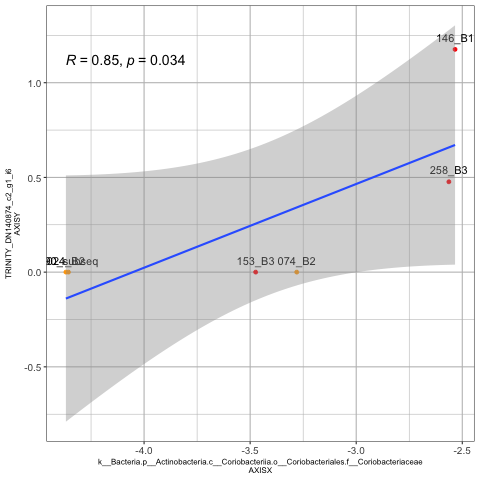 146_B1
R = 0.85, p = 0.034
1.0
258_B3
0.5
153_B3 074_B2
0.0
-0.5
TRINITY_DN140874_c2_g1_i6
AXISY
-4.0 -3.5 -3.0 -2.5
k__Bacteria.p__Actinobacteria.c__Coriobacteriia.o__Coriobacteriales.f__Coriobacteriaceae
AXISX